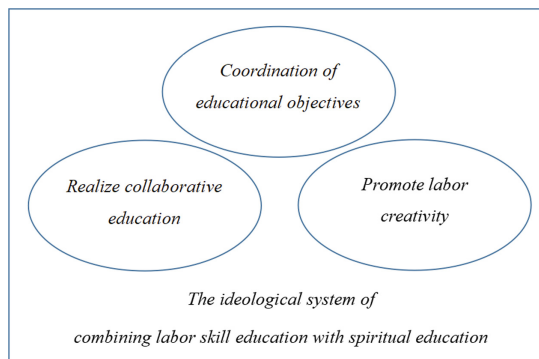 Coordination of
educational objectives
Realize collaborative
education
Promote labor
creativity
The ideological system of
combining labor skill education with spiritual education